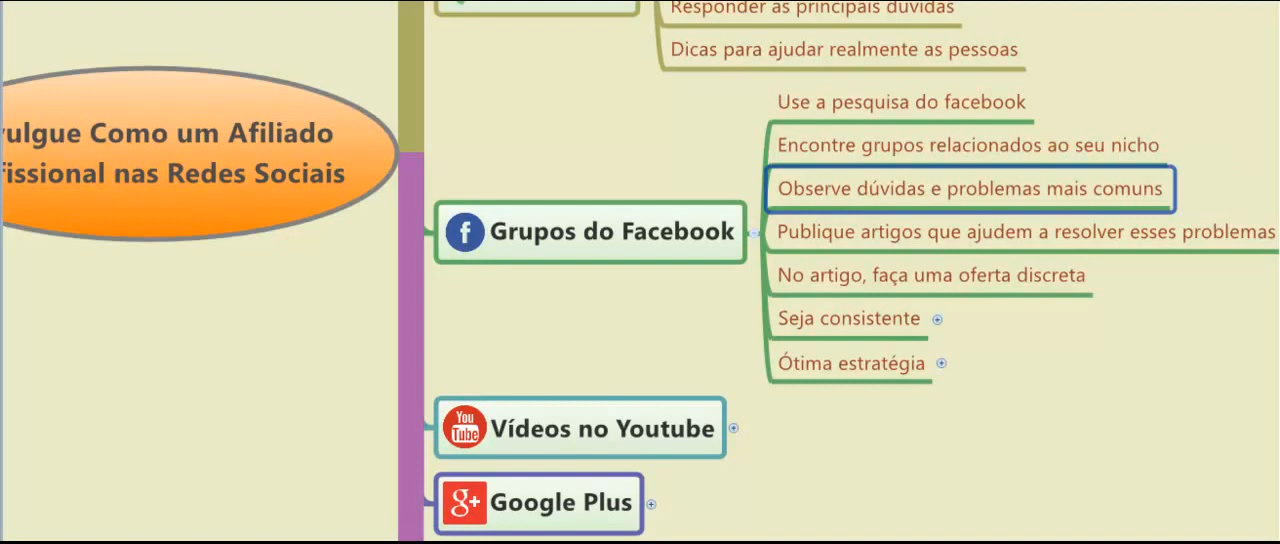 Responder as principais dúvidas
Dicas para ajudar realmente as pessoas
vulgue Como um Afiliado
fissional nas Redes Sociais
Use a pesquisa do facebook
Encontre grupos relacionados ao seu nicho
Observe dúvidas e problemas mais comuns
f Grupos do Facebook
Publique artigos que ajudem a resolver esses problemas
No artigo, faça uma oferta discreta
Seja consistente
Ótima estratégia
You
Tube
Vídeos no Youtube
g+ Google Plus